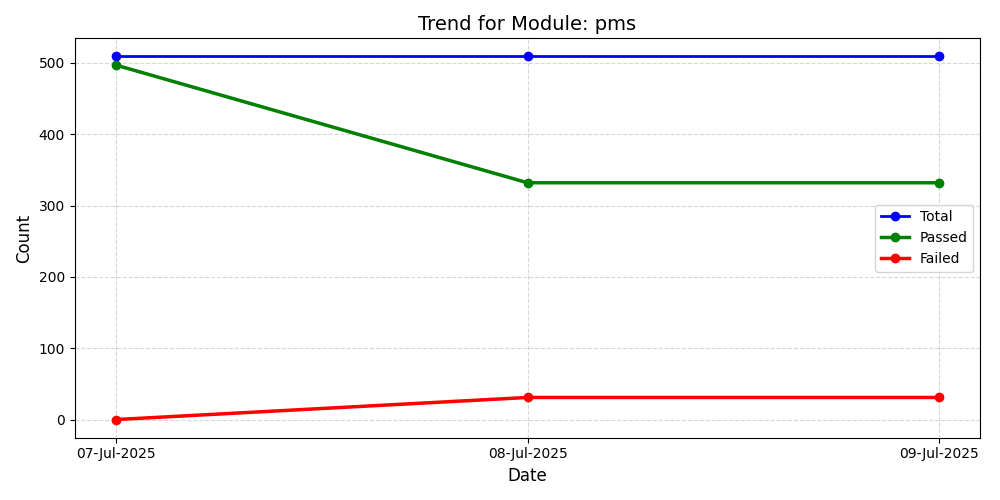 Trend for Module: pms
500
400
300
200
100
0
Count
Total
Passed
Failed
07-Jul-2025
08-Jul-2025
09-Jul-2025
Date